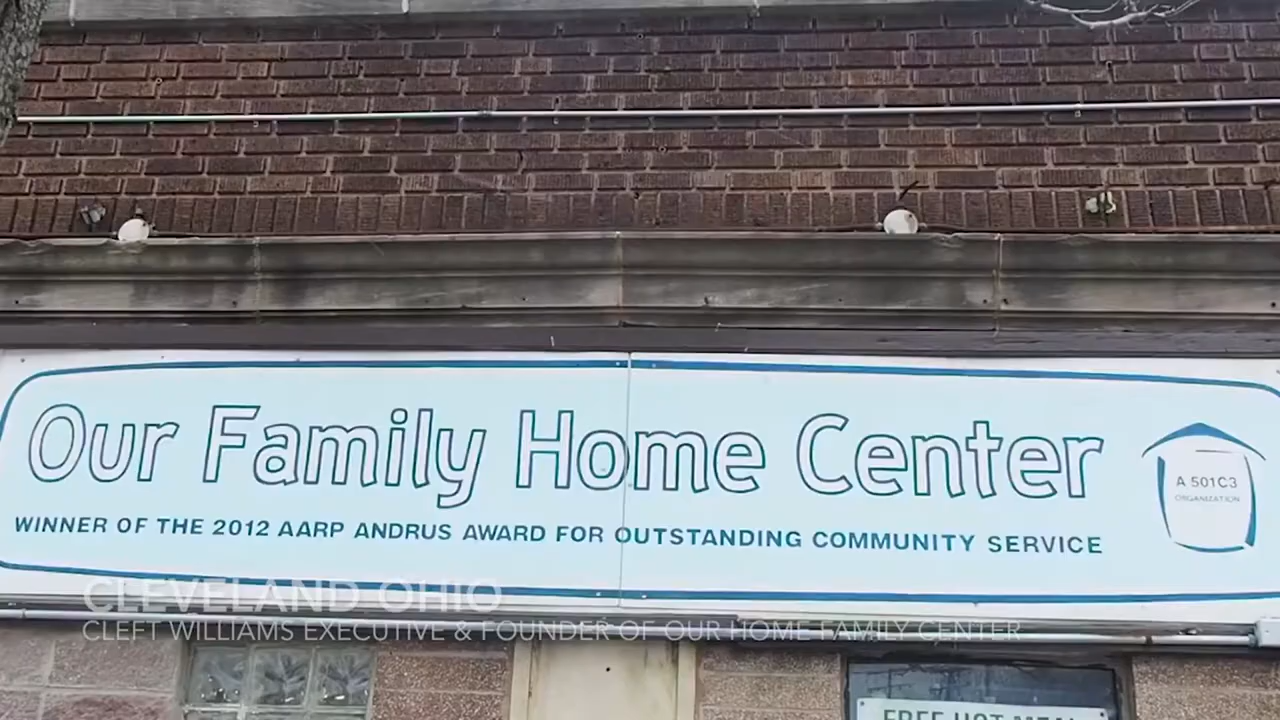 Our Family Home Center
A 501C3
ORGANIZATION
WINNER OF THE 2012 AARP ANDRUS AWARD FOR OUTSTANDING COMMUNITY SERVICE
CLEVELAND OHIO
CLEFT WILLIAMS EXECUTIVE & FOUNDER OF OUR HOME FAMILY CENTER
FREE HOT MEAL